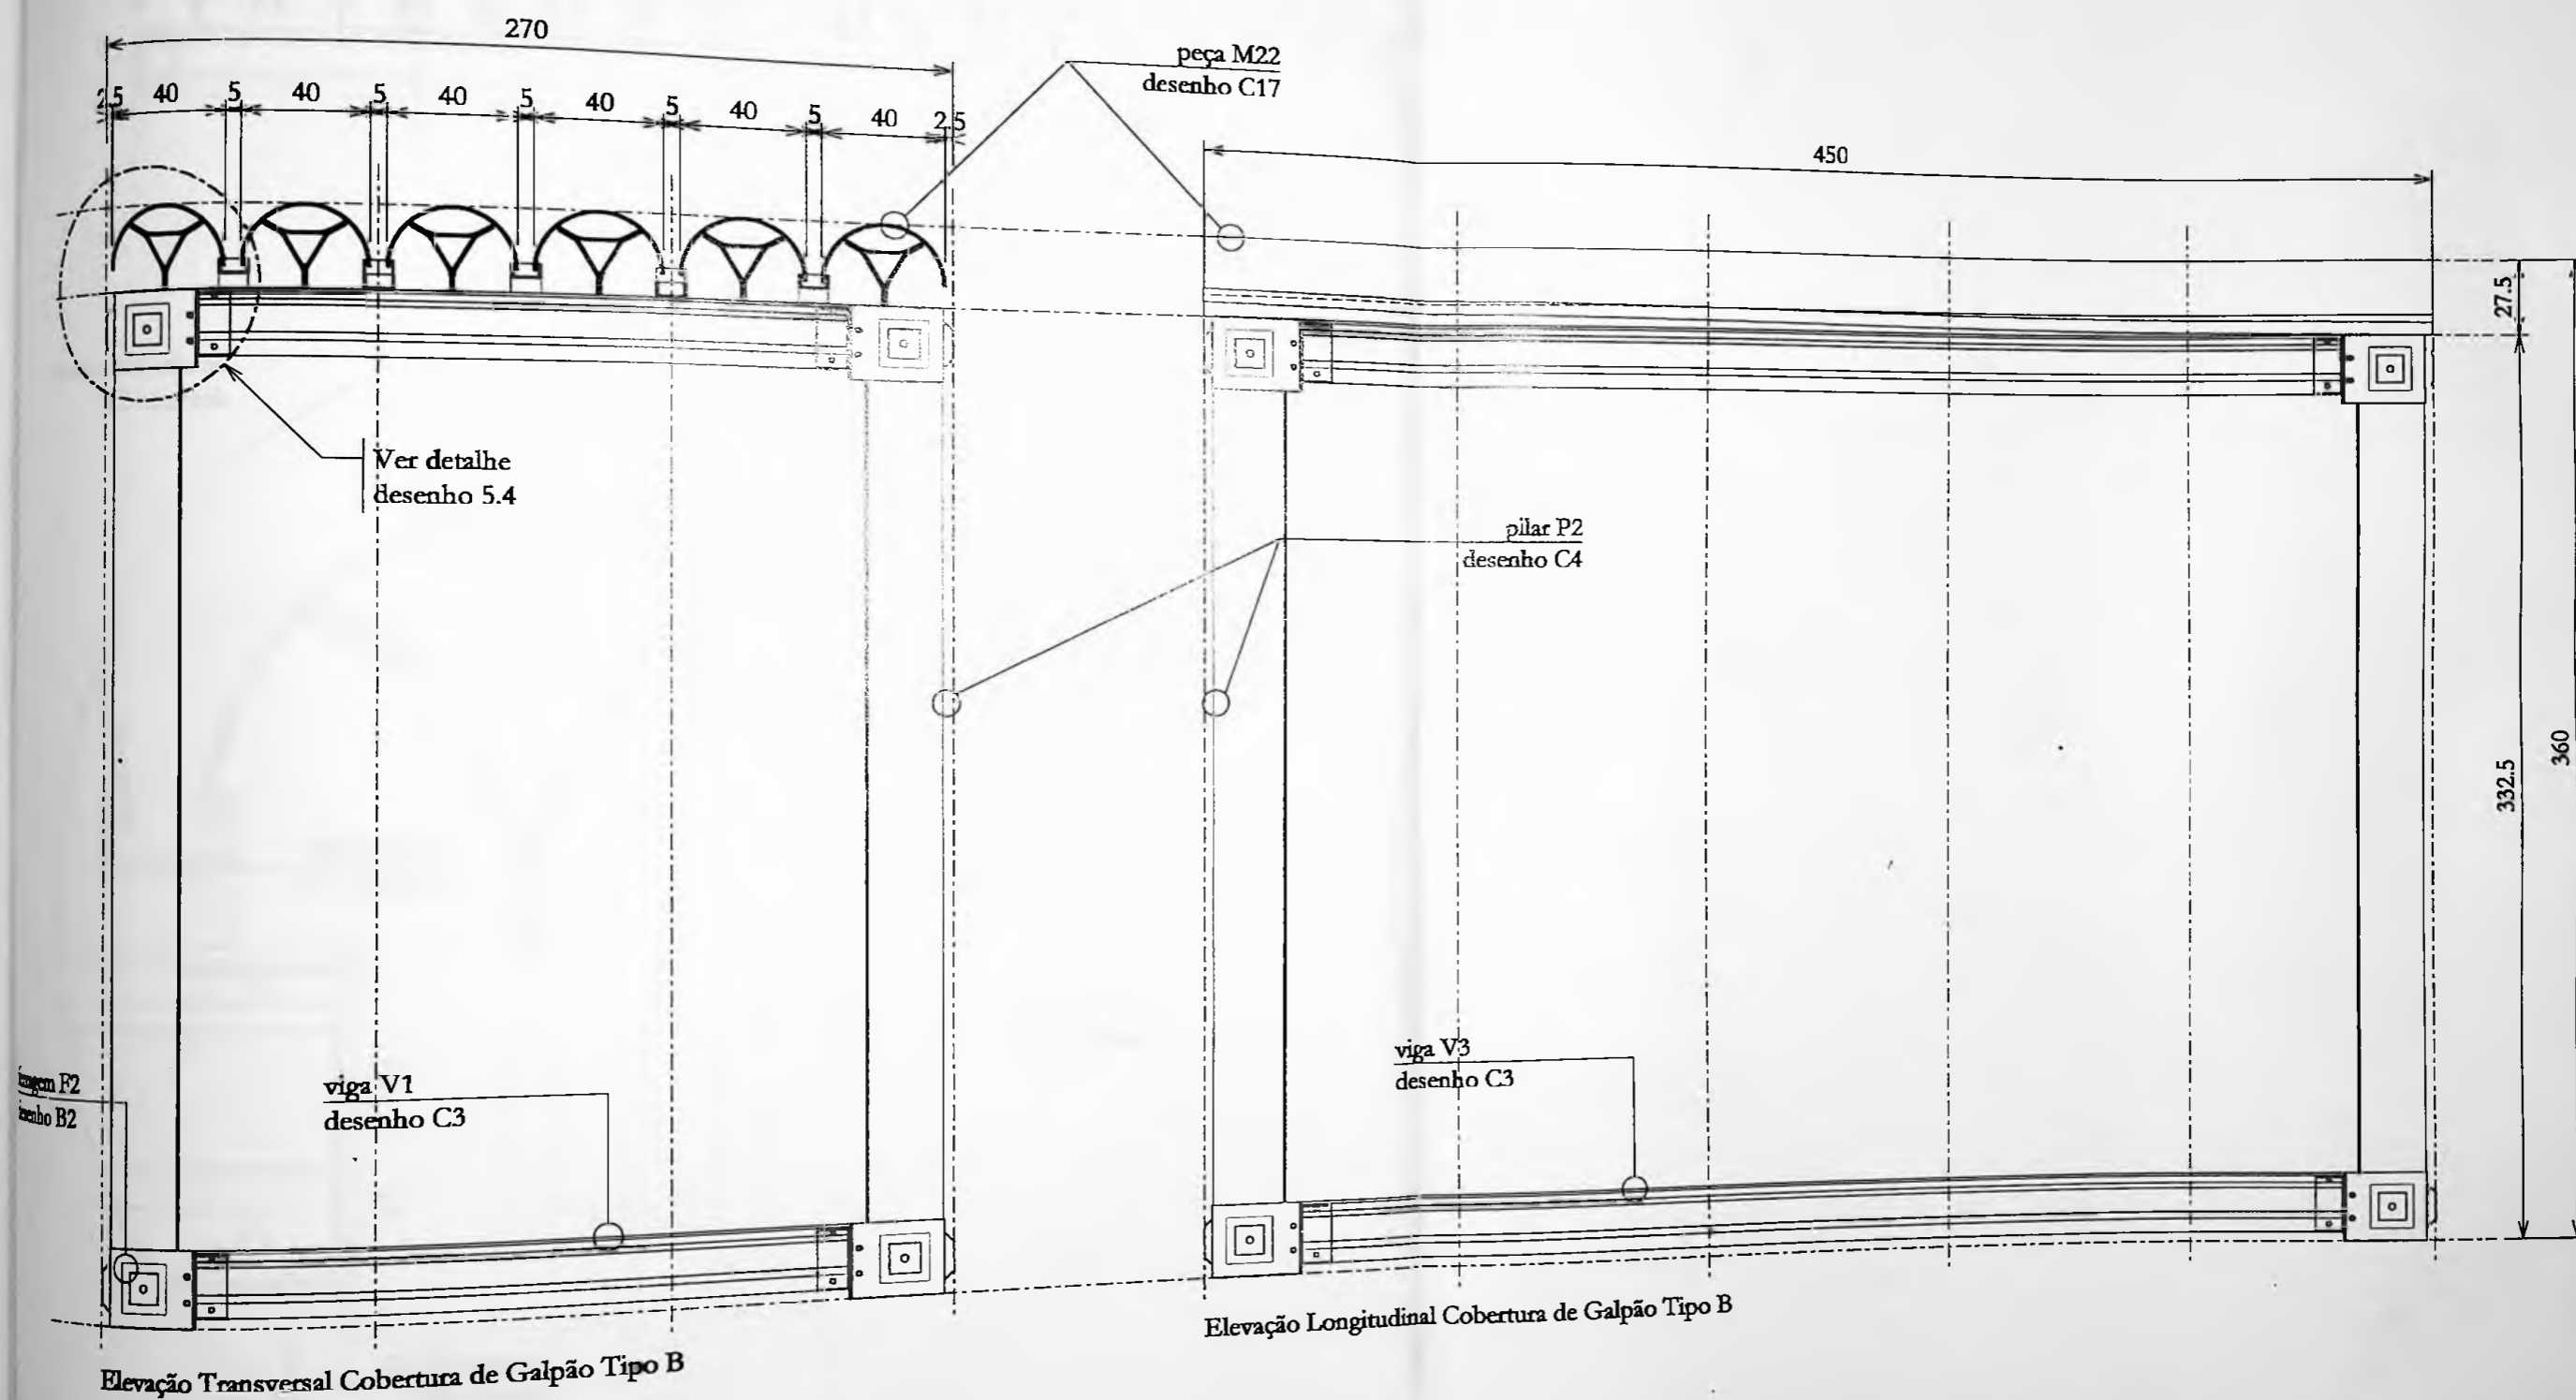 270
peça M22
desenho C17
2.5 40 5 40 5 40 5 40 5 40 5 40 2.5
450
27.5
Ver detalhe
desenho 5.4
pilar P2
desenho C4
332.5
360
viga V3
desenho C3
F2
B2
viga V1
desenho C3
Elevação Longitudinal Cobertura de Galpão Tipo B
Elevação Transversal Cobertura de Galpão Tipo B